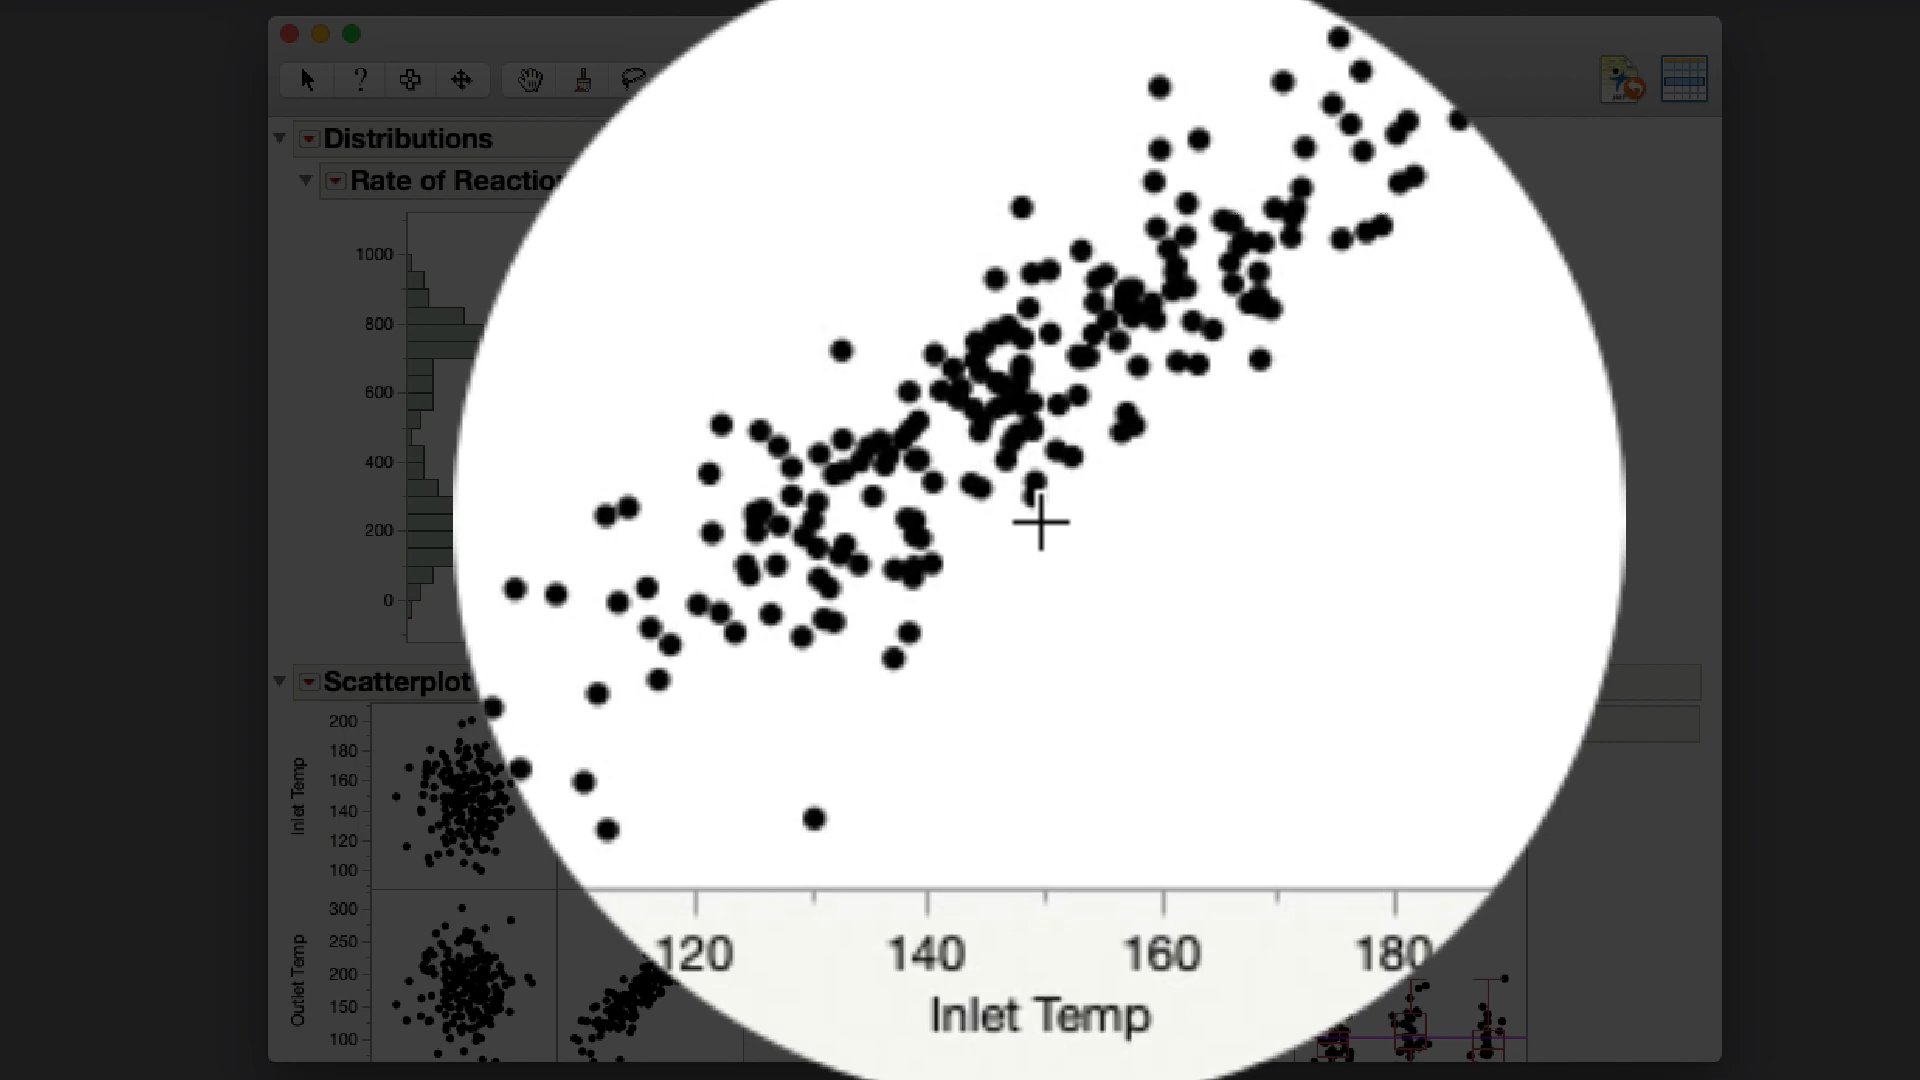 ?
Distributions
Rate of Reactio
1000
800
600
400
200
0
Scatterplot
200
180
160
140
120
100
Inlet Temp
300
250
200
150
100
Outlet Temp
120 140 160 180
Inlet Temp